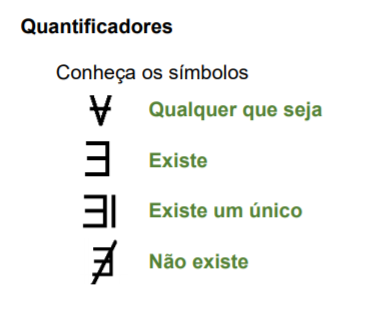 Quantificadores
Conheça os símbolos
∀ Qualquer que seja
∃ Existe
∃| Existe um único
∄ Não existe